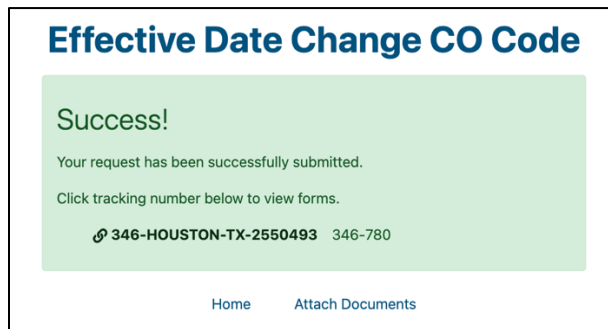 Effective Date Change CO Code
Success!
Your request has been successfully submitted.
Click tracking number below to view forms.
346-HOUSTON-TX-2550493 346-780
Home Attach Documents